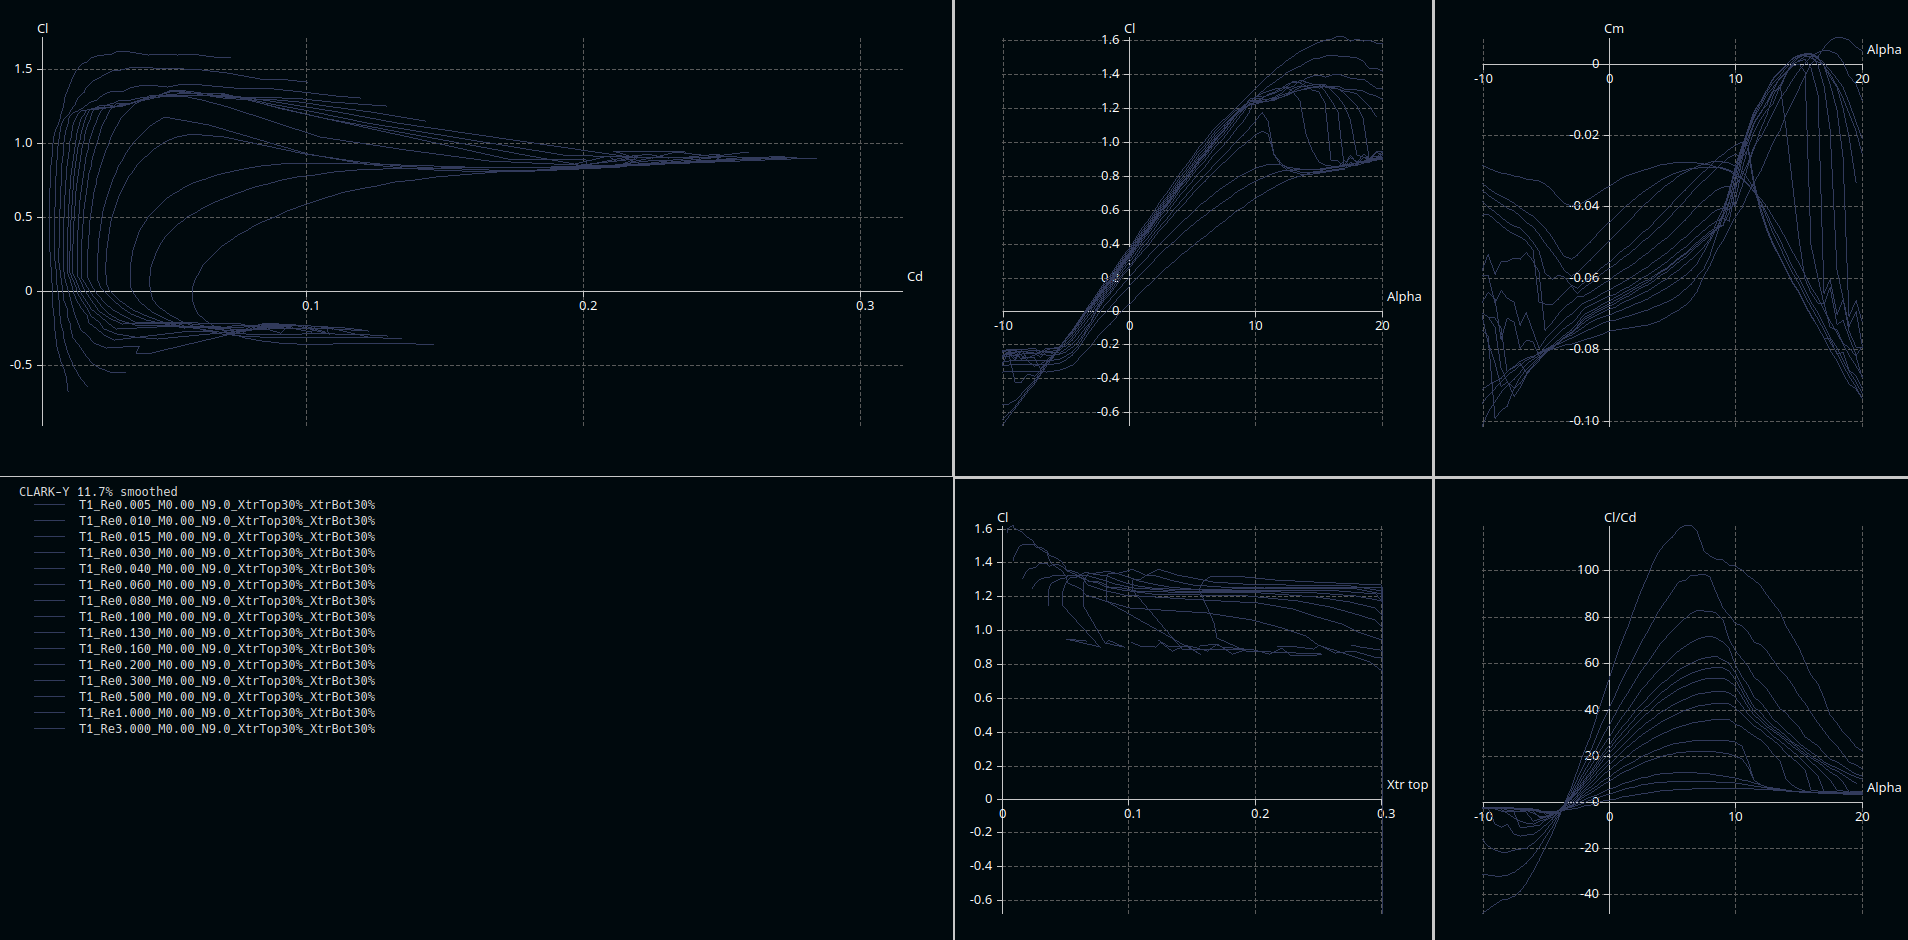 Cl
1.5
1.0
0.5
0
-0.5
0.1
0.2
0.3
Cd
Cl
1.6
1.4
1.2
1.0
0.8
0.6
0.4
0.2
0
-0.2
-0.4
-0.6
-10
0
10
20
Alpha
Cm
Alpha
0
-10
0
10
20
-0.02
-0.04
-0.06
-0.08
-0.10
CLARK-Y 11.7% smoothed
T1_Re0.005_M0.00_N9.0_XtrTop30%_XtrBot30%
T1_Re0.010_M0.00_N9.0_XtrTop30%_XtrBot30%
T1_Re0.015_M0.00_N9.0_XtrTop30%_XtrBot30%
T1_Re0.030_M0.00_N9.0_XtrTop30%_XtrBot30%
T1_Re0.040_M0.00_N9.0_XtrTop30%_XtrBot30%
T1_Re0.060_M0.00_N9.0_XtrTop30%_XtrBot30%
T1_Re0.080_M0.00_N9.0_XtrTop30%_XtrBot30%
T1_Re0.100_M0.00_N9.0_XtrTop30%_XtrBot30%
T1_Re0.130_M0.00_N9.0_XtrTop30%_XtrBot30%
T1_Re0.160_M0.00_N9.0_XtrTop30%_XtrBot30%
T1_Re0.200_M0.00_N9.0_XtrTop30%_XtrBot30%
T1_Re0.300_M0.00_N9.0_XtrTop30%_XtrBot30%
T1_Re0.500_M0.00_N9.0_XtrTop30%_XtrBot30%
T1_Re1.000_M0.00_N9.0_XtrTop30%_XtrBot30%
T1_Re3.000_M0.00_N9.0_XtrTop30%_XtrBot30%
Cl
1.6
1.4
1.2
1.0
0.8
0.6
0.4
0.2
0
-0.2
-0.4
-0.6
0
0.1
0.2
0.3
Xtr top
Cl/Cd
100
80
60
40
20
0
-20
-40
-10
0
10
20
Alpha